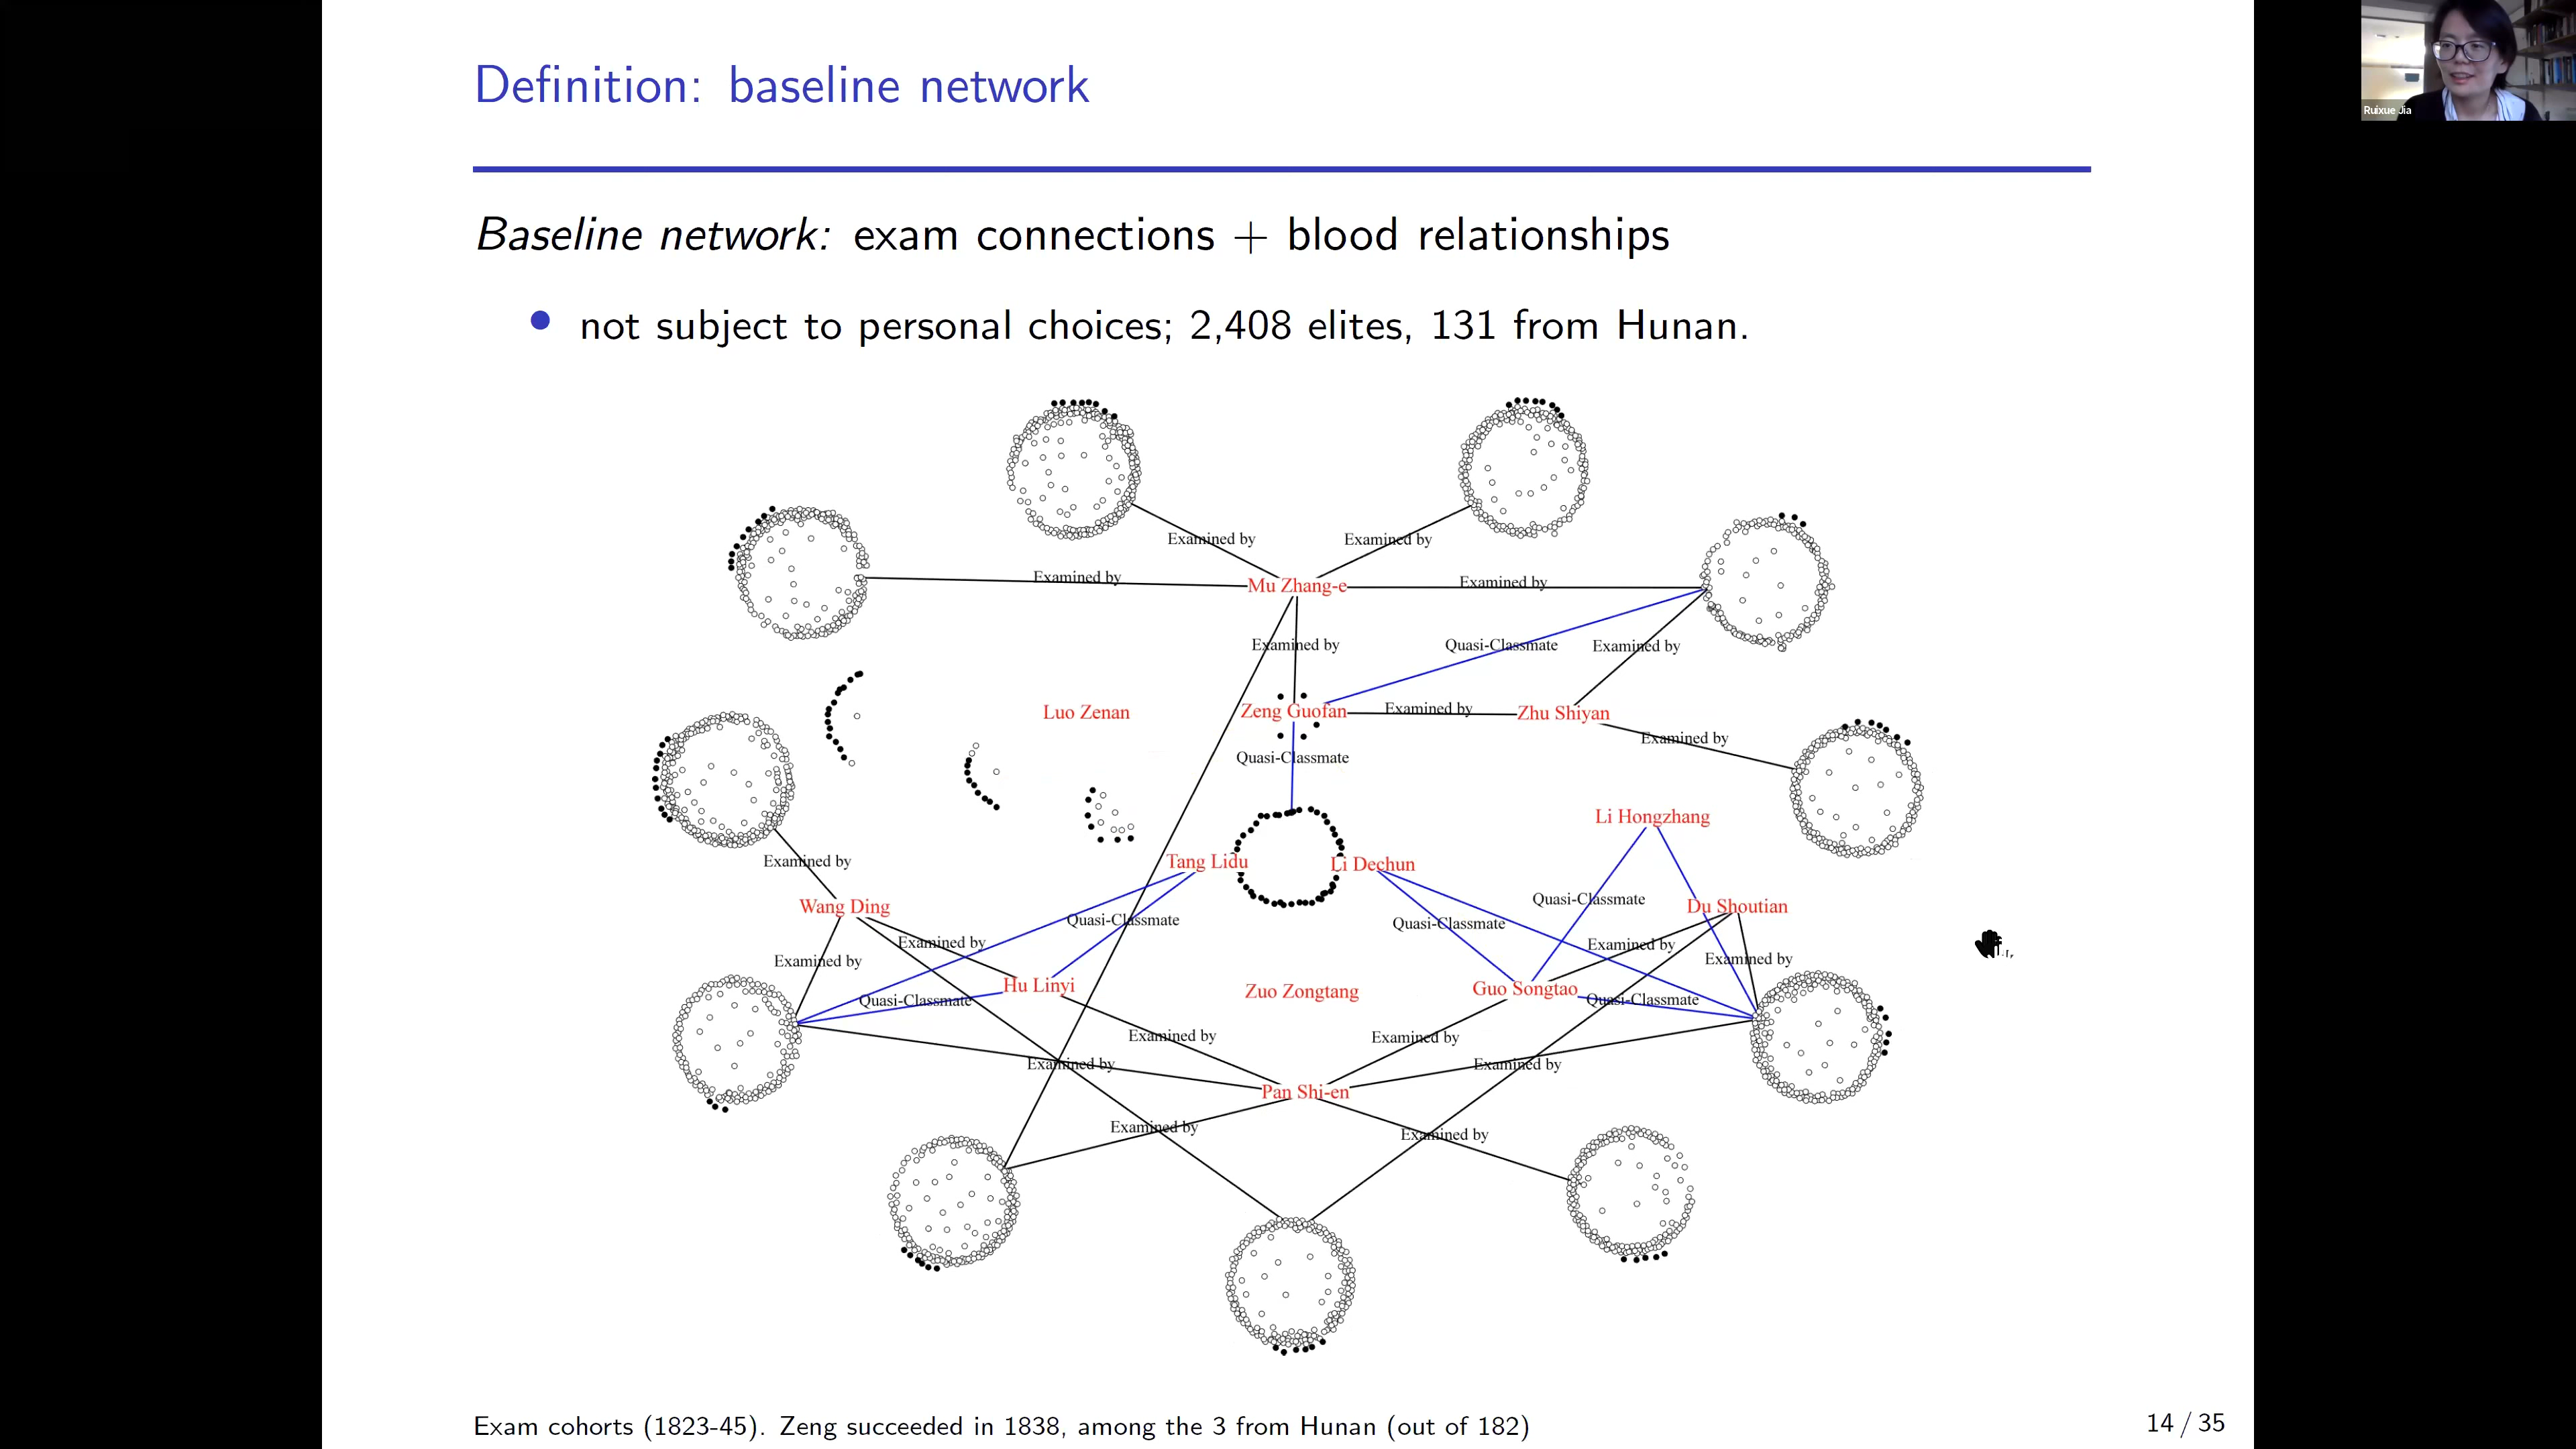 Definition: baseline network
Ruixue Jia
Baseline network: exam connections + blood relationships
• not subject to personal choices; 2,408 elites, 131 from Hunan.
Examined by
Examined by
Examined by
Mu Zhang-e
Examined by
Examined by
Quasi-Classmate
Examined by
Luo Zenan
Zeng Guofan
Examined by
Zhu Shiyan
Examined by
Quasi-Classmate
Li Hongzhang
Examined by
Tang Lidu
Li Dechun
Wang Ding
Quasi-Classmate
Quasi-Classmate
Quasi-Classmate
Du Shoutian
Examined by
Examined by
Examined by
Examined by
Hu Linyi
Zuo Zongtang
Guo Songtao
Quasi-Classmate
Quasi-Classmate
Examined by
Examined by
Examined by
Examined by
Pan Shi-en
Examined by
Examined by
Exam cohorts (1823-45). Zeng succeeded in 1838, among the 3 from Hunan (out of 182)
14 / 35